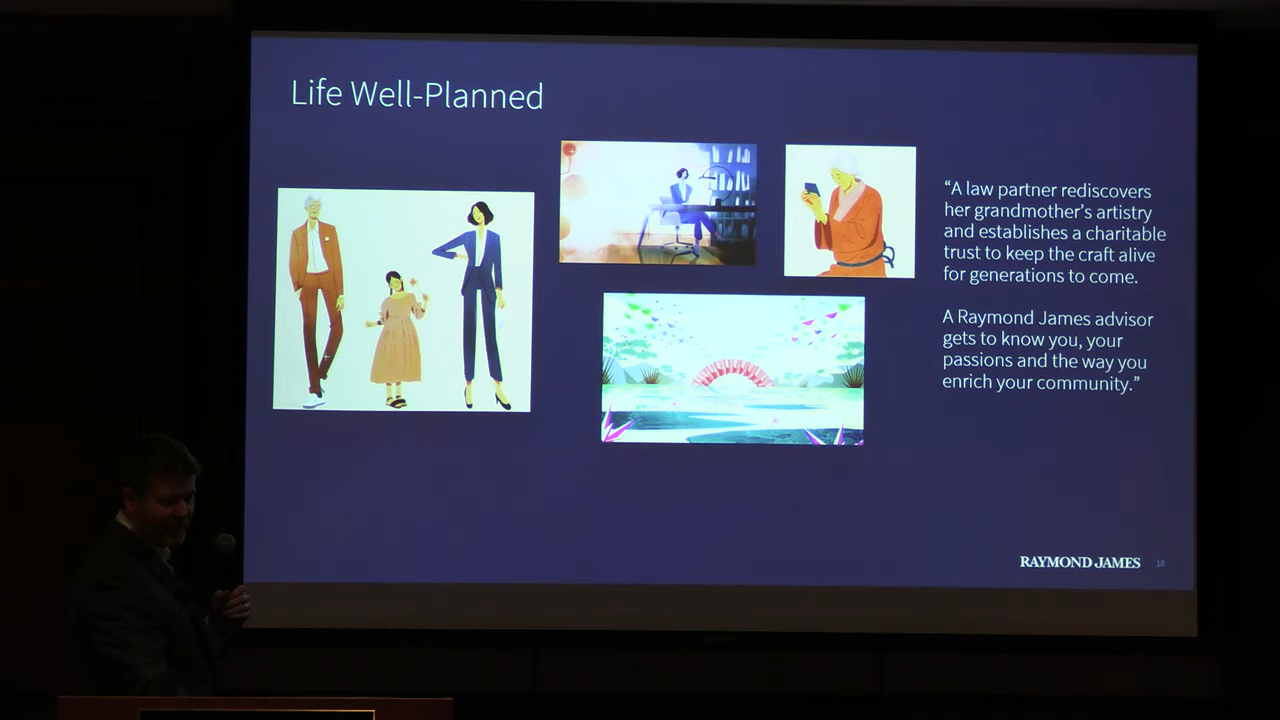 Life Well-Planned
“A law partner rediscovers
her grandmother’s artistry
and establishes a charitable
trust to keep the craft alive
for generations to come.
A Raymond James advisor
gets to know you, your
passions and the way you
enrich your community.”
RAYMOND JAMES